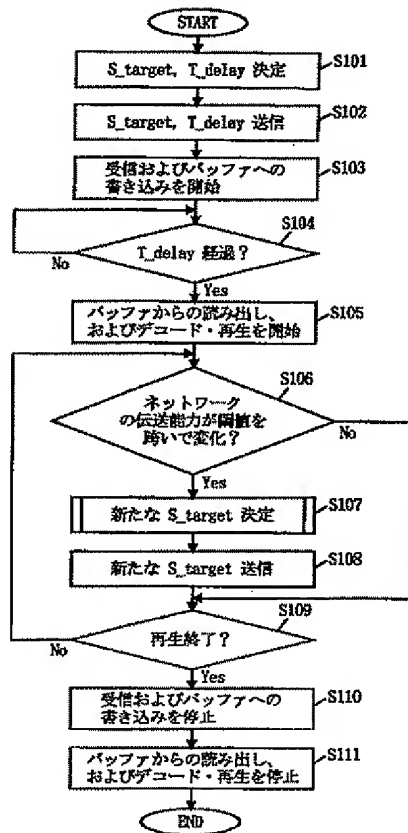 START
S_target, T_delay 決定
S101
S_target, T_delay 送信
S102
受信およびバッファへの
書き込みを開始
S103
T_delay 経過?
S104
No
Yes
バッファからの読み出し、
およびデコード・再生を開始
S105
ネットワーク
の伝送能力が閾値を
跨いで変化?
S106
No
Yes
新たな S_target 決定
S107
新たな S_target 送信
S108
再生終了?
S109
No
Yes
受信およびバッファへの
書き込みを停止
S110
バッファからの読み出し、
およびデコード・再生を停止
S111
END